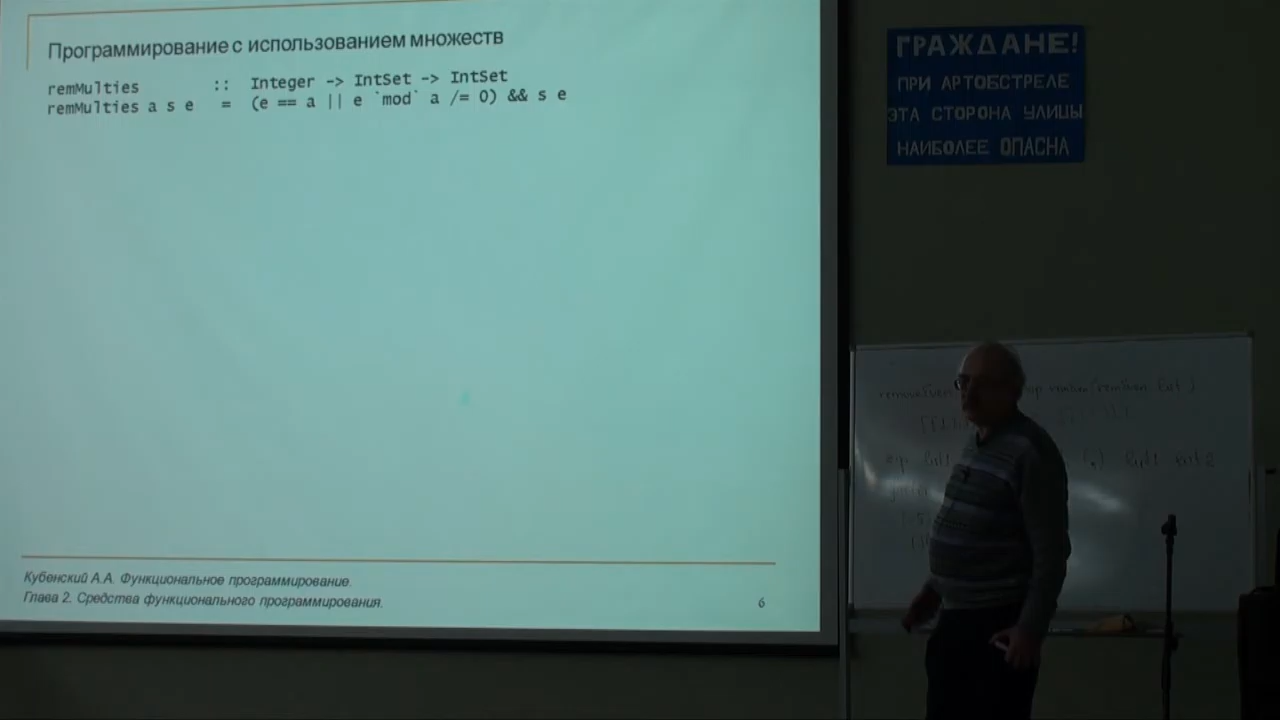 Программирование с использованием множеств
remMulties :: Integer -> IntSet -> IntSet
remMulties a s e = (e == a || e `mod` a /= 0) && s e
Кубенский А.А. Функциональное программирование.
Глава 2. Средства функционального программирования.
6
ГРАЖДАНЕ!
ПРИ АРТОБСТРЕЛЕ
ЭТА СТОРОНА УЛИЦЫ
НАИБОЛЕЕ ОПАСНА